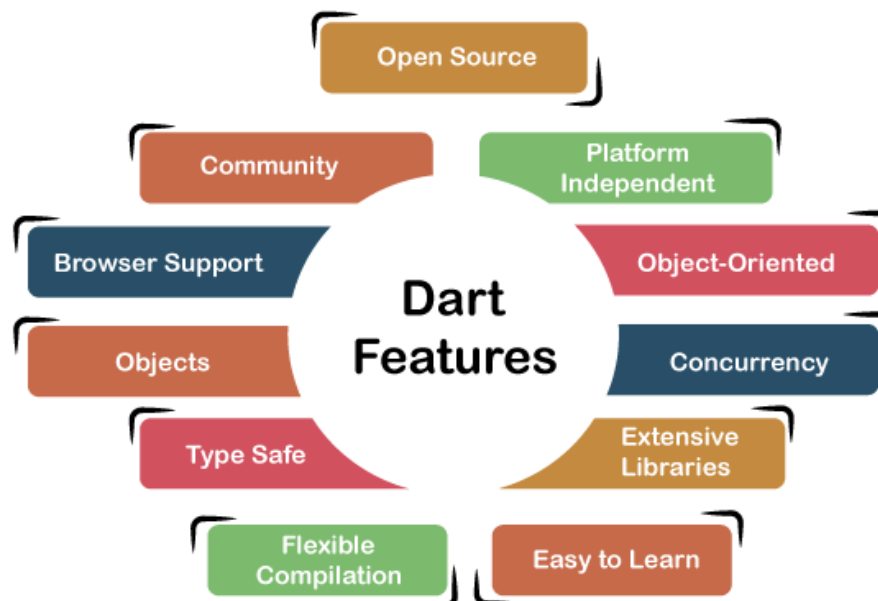 Open Source
Community
Platform
Independent
Browser Support
Object-Oriented
Dart
Features
Objects
Concurrency
Type Safe
Extensive
Libraries
Flexible
Compilation
Easy to Learn